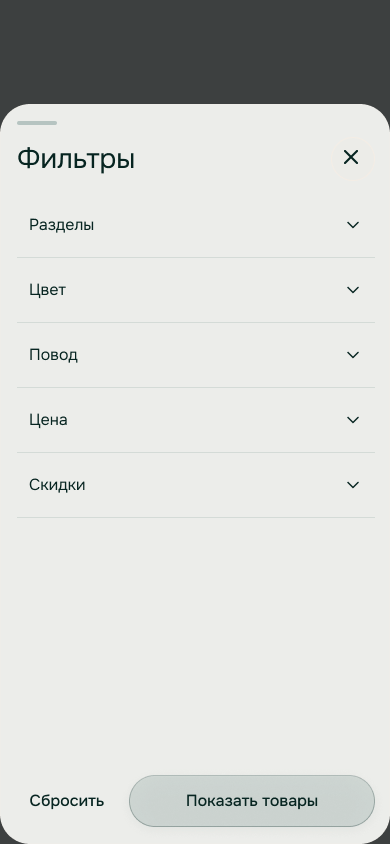 Фильтры
Разделы
Цвет
Повод
Цена
Скидки
Сбросить
Показать товары